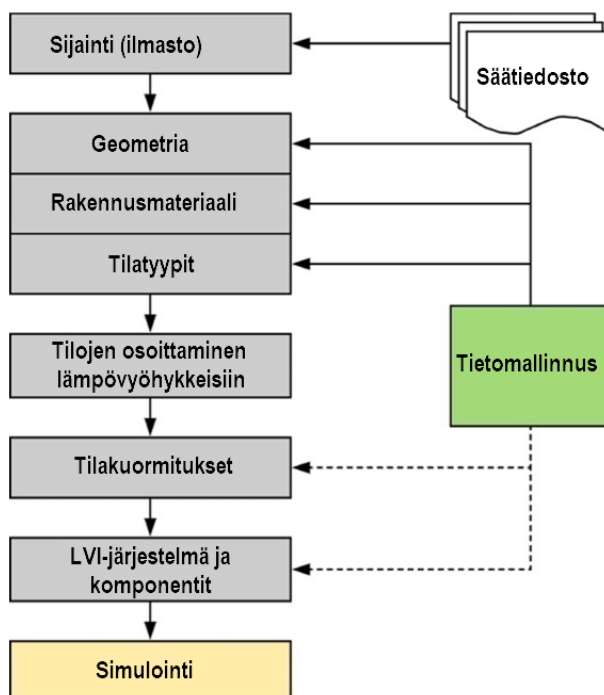 Sijainti (ilmasto)
Säätiedosto
Geometria
Rakennusmateriaali
Tilatyypit
Tilojen osoittaminen
lämpövyöhykkeisiin
Tietomallinnus
Tilakuormitukset
LVI-järjestelmä ja
komponentit
Simulointi